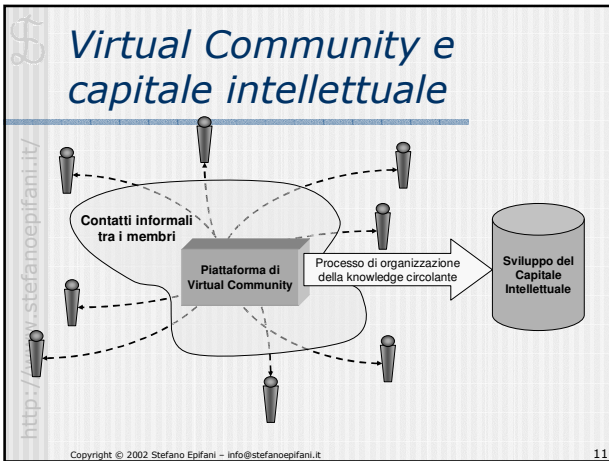 Virtual Community e
capitale intellettuale
http://www.stefanoepifani.it/
Contatti informali
tra i membri
Piattaforma di
Virtual Community
Processo di organizzazione
della knowledge circolante
Sviluppo del
Capitale
Intellettuale
Copyright © 2002 Stefano Epifani – info@stefanoepifani.it
11